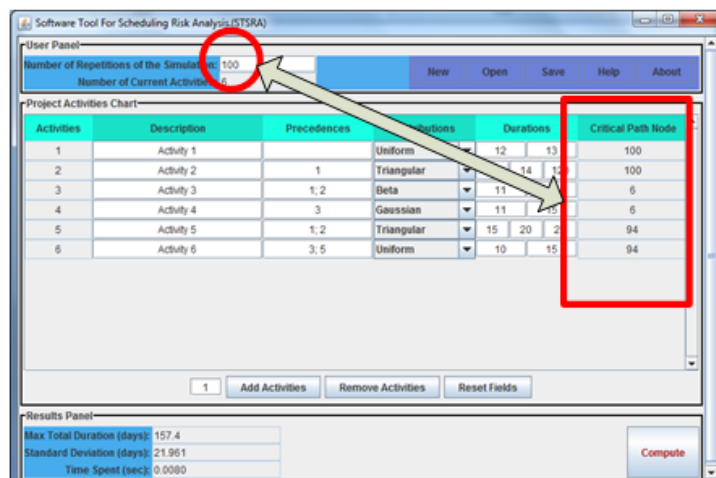 Software Tool For Scheduling Risk Analysis (STSRA)
User Panel
Number of Repetitions of the Simulation: 100
Number of Current Activities: 6
New Open Save Help About
Project Activities Chart
Activities Description Precedences Durations Critical Path Node
1 Activity 1 Uniform 12 13 100
2 Activity 2 1 Triangular 14 100
3 Activity 3 1; 2 Beta 11 6
4 Activity 4 3 Gaussian 11 15 6
5 Activity 5 1; 2 Triangular 15 20 94
6 Activity 6 3; 5 Uniform 10 15 94
1 Add Activities Remove Activities Reset Fields
Results Panel
Max Total Duration (days): 157.4
Standard Deviation (days): 21.961
Time Spent (sec): 0.0080
Compute